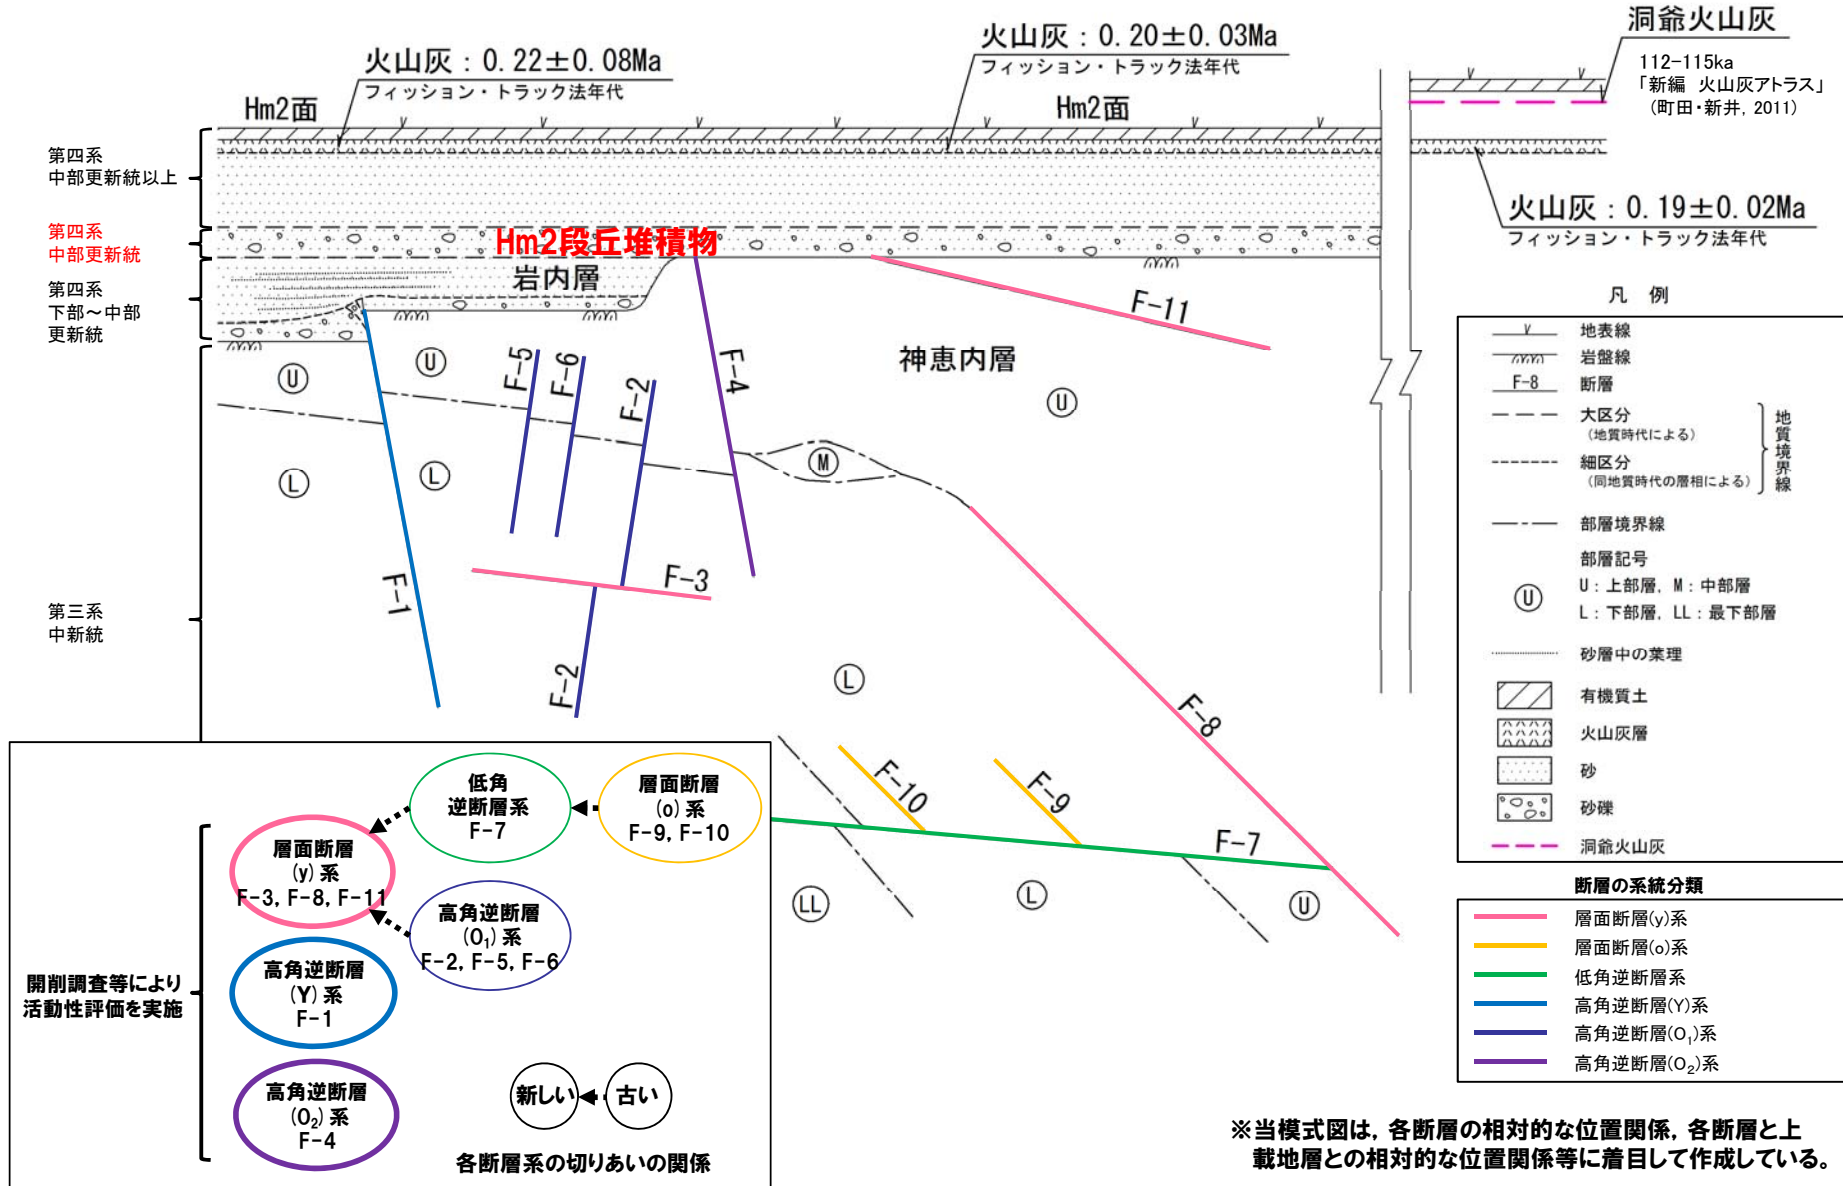 火山灰：0.22±0.08Ma
フィッション・トラック法年代
火山灰：0.20±0.03Ma
フィッション・トラック法年代
洞爺火山灰
112-115ka
「新編 火山灰アトラス」
（町田・新井, 2011）
Hm2面
Hm2面
火山灰：0.19±0.02Ma
フィッション・トラック法年代
第四系
中部更新統以上
第四系
中部更新統
第四系
下部～中部
更新統
第三系
中新統
Hm2段丘堆積物
岩内層
神恵内層
F-11
F-5
F-6
F-2
F-4
F-1
F-3
F-2
F-8
F-10
F-9
F-7
U
U
U
L
L
M
L
LL
L
U
凡 例
地表線
岩盤線
F-8
断層
大区分
（地質時代による）
細区分
（同地質時代の層相による）
地質境界線
部層境界線
部層記号
U
U：上部層, M：中部層
L：下部層, LL：最下部層
砂層中の葉理
有機質土
火山灰層
砂
砂礫
洞爺火山灰
断層の系統分類
層面断層(y)系
層面断層(o)系
低角逆断層系
高角逆断層(Y)系
高角逆断層(O₁)系
高角逆断層(O₂)系
低角
逆断層系
F-7
層面断層
(o)系
F-9, F-10
層面断層
(y)系
F-3, F-8, F-11
高角逆断層
(O₁)系
F-2, F-5, F-6
高角逆断層
(Y)系
F-1
高角逆断層
(O₂)系
F-4
開削調査等により
活動性評価を実施
新しい
古い
各断層系の切りあいの関係
※当模式図は, 各断層の相対的な位置関係, 各断層と上
載地層との相対的な位置関係等に着目して作成している。